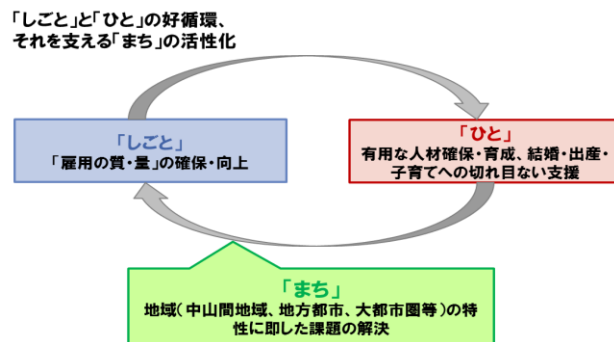 「しごと」と「ひと」の好循環、
それを支える「まち」の活性化
「しごと」
「雇用の質・量」の確保・向上
「ひと」
有用な人材確保・育成、結婚・出産・
子育てへの切れ目ない支援
「まち」
地域(中山間地域、地方都市、大都市圏等)の特
性に即した課題の解決